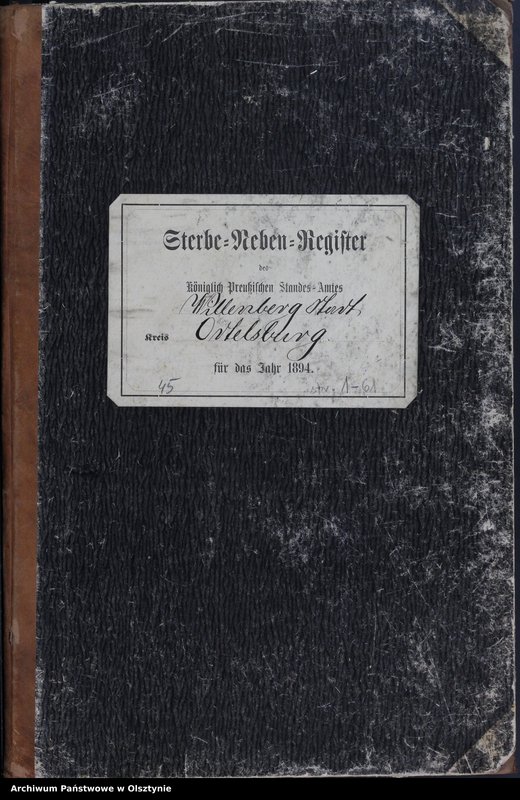 Sterbe-Neben-Register
des
Königlich Preußischen Standes-Amtes
Willenberg Stadt
Kreis Ortelsburg
für das Jahr 1894.
45 str. 1-61
Archiwum Państwowe w Olsztynie